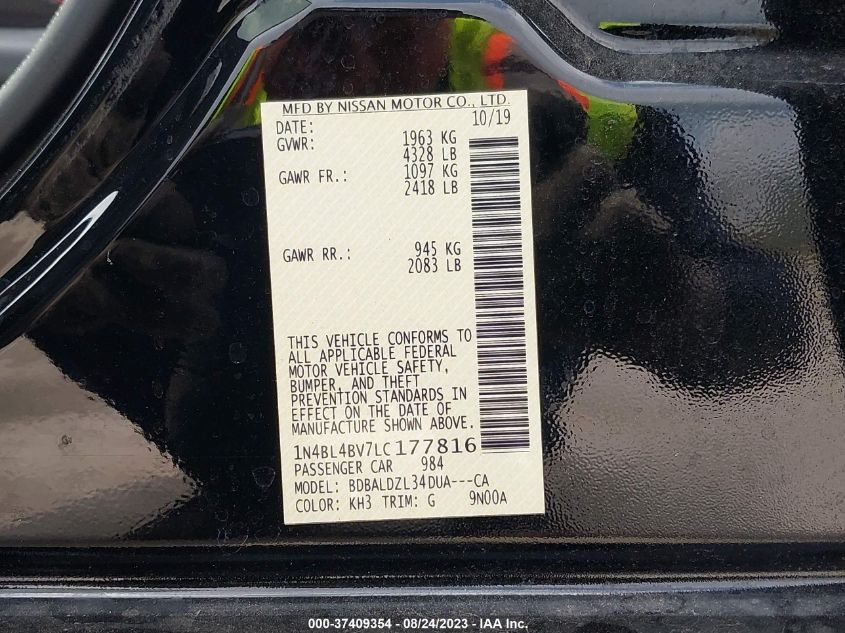 MFD BY NISSAN MOTOR CO., LTD.
DATE: 10/19
GVWR: 1963 KG
4328 LB
GAWR FR.: 1097 KG
2418 LB
GAWR RR.: 945 KG
2083 LB
THIS VEHICLE CONFORMS TO
ALL APPLICABLE FEDERAL
MOTOR VEHICLE SAFETY,
BUMPER, AND THEFT
PREVENTION STANDARDS IN
EFFECT ON THE DATE OF
MANUFACTURE SHOWN ABOVE.
1N4BL4BV7LC177816
PASSENGER CAR 984
MODEL: BDBALDZL34DUA---CA
COLOR: KH3 TRIM: G 9N00A
000-37409354 - 08/24/2023 - IAA Inc.